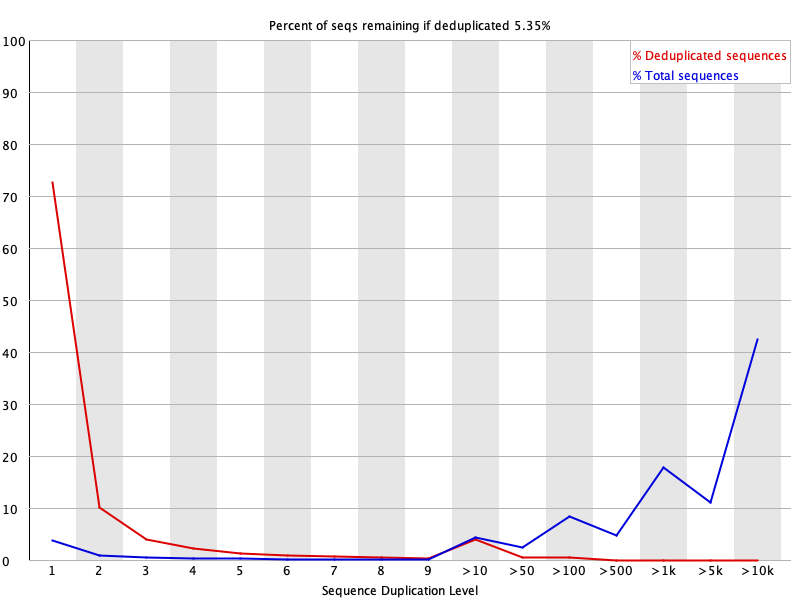 Percent of seqs remaining if deduplicated 5.35%
% Deduplicated sequences
% Total sequences
100
90
80
70
60
50
40
30
20
10
0
1 2 3 4 5 6 7 8 9 >10 >50 >100 >500 >1k >5k >10k
Sequence Duplication Level